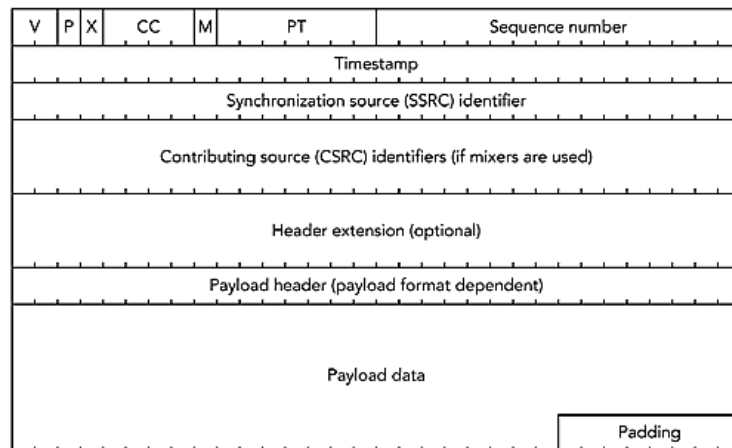 V P X CC M PT Sequence number
Timestamp
Synchronization source (SSRC) identifier
Contributing source (CSRC) identifiers (if mixers are used)
Header extension (optional)
Payload header (payload format dependent)
Payload data
Padding